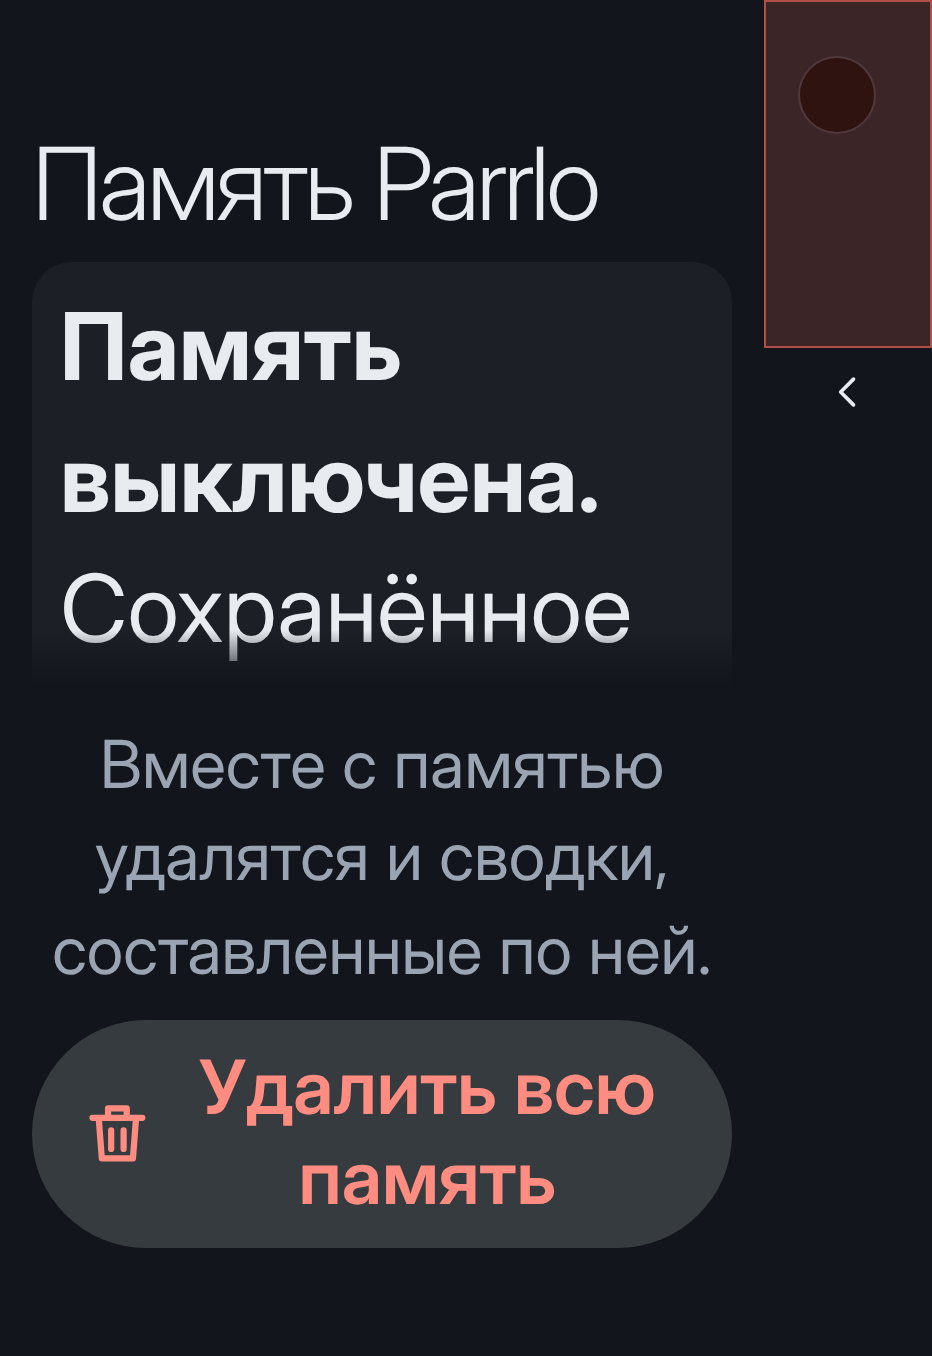 Память Parrlo
Память
выключена.
Сохранённое
Вместе с памятью
удалятся и сводки,
составленные по ней.
Удалить всю
память